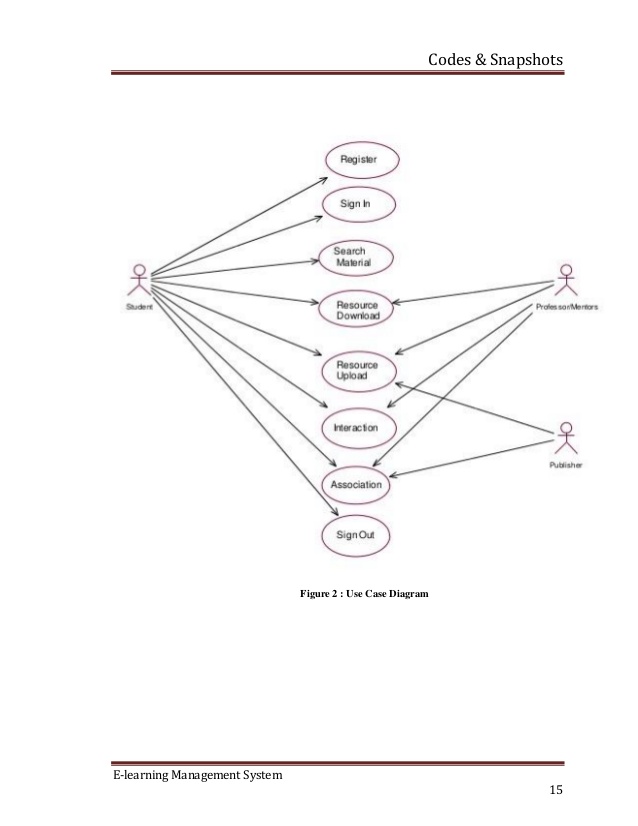 Codes & Snapshots
Register
Sign In
Search
Material
Student
Professor/Mentors
Resource
Download
Resource
Upload
Interaction
Publisher
Association
Sign Out
Figure 2 : Use Case Diagram
E-learning Management System
15